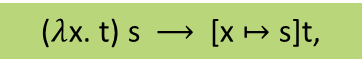 (λx. t) s ⟶ [x ↦ s]t,